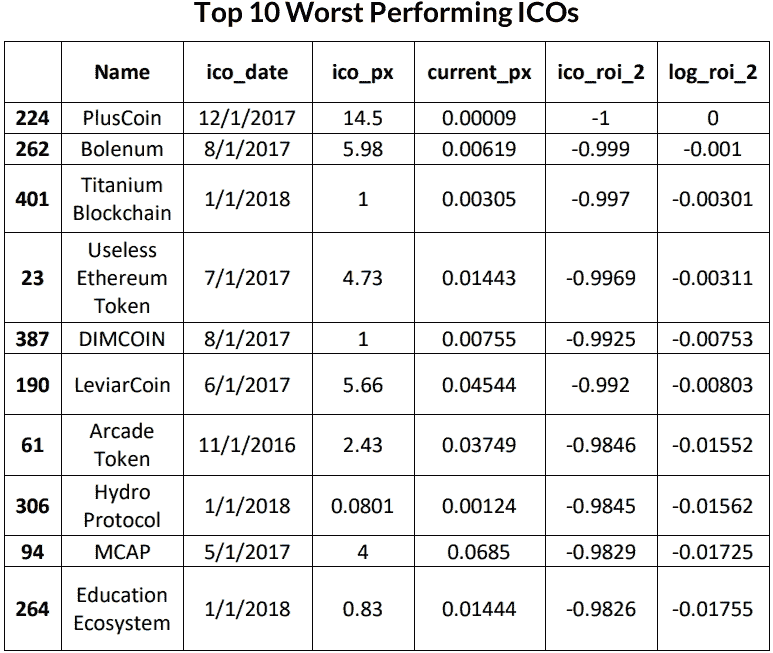 Top 10 Worst Performing ICOs
Name ico_date ico_px current_px ico_roi_2 log_roi_2
224 PlusCoin 12/1/2017 14.5 0.00009 -1 0
262 Bolenum 8/1/2017 5.98 0.00619 -0.999 -0.001
401 Titanium Blockchain 1/1/2018 1 0.00305 -0.997 -0.00301
23 Useless Ethereum Token 7/1/2017 4.73 0.01443 -0.9969 -0.00311
387 DIMCOIN 8/1/2017 1 0.00755 -0.9925 -0.00753
190 LeviarCoin 6/1/2017 5.66 0.04544 -0.992 -0.00803
61 Arcade Token 11/1/2016 2.43 0.03749 -0.9846 -0.01552
306 Hydro Protocol 1/1/2018 0.0801 0.00124 -0.9845 -0.01562
94 MCAP 5/1/2017 4 0.0685 -0.9829 -0.01725
264 Education Ecosystem 1/1/2018 0.83 0.01444 -0.9826 -0.01755